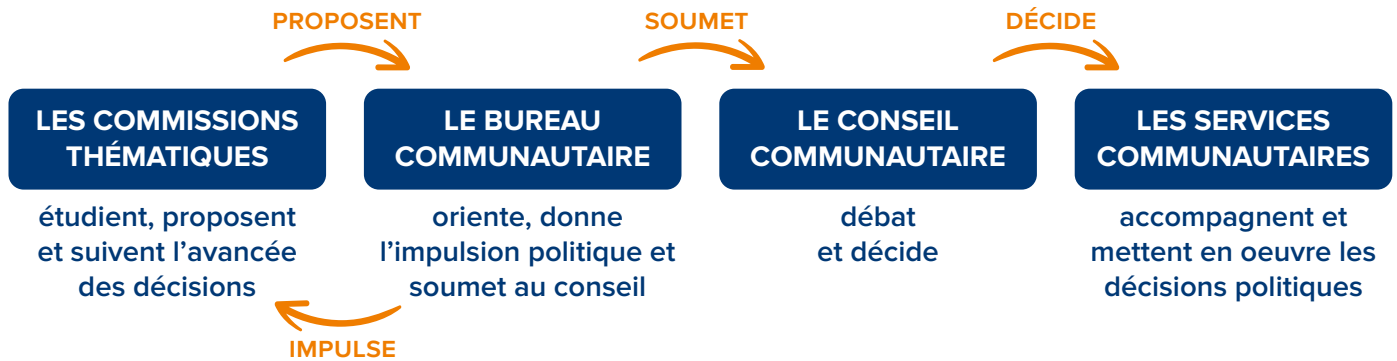 PROPOSENT
SOUMET
DÉCIDE
LES COMMISSIONS
THÉMATIQUES
étudient, proposent
et suivent l’avancée
des décisions
LE BUREAU
COMMUNAUTAIRE
oriente, donne
l’impulsion politique et
soumet au conseil
LE CONSEIL
COMMUNAUTAIRE
débat
et décide
LES SERVICES
COMMUNAUTAIRES
accompagnent et
mettent en oeuvre les
décisions politiques
IMPULSE